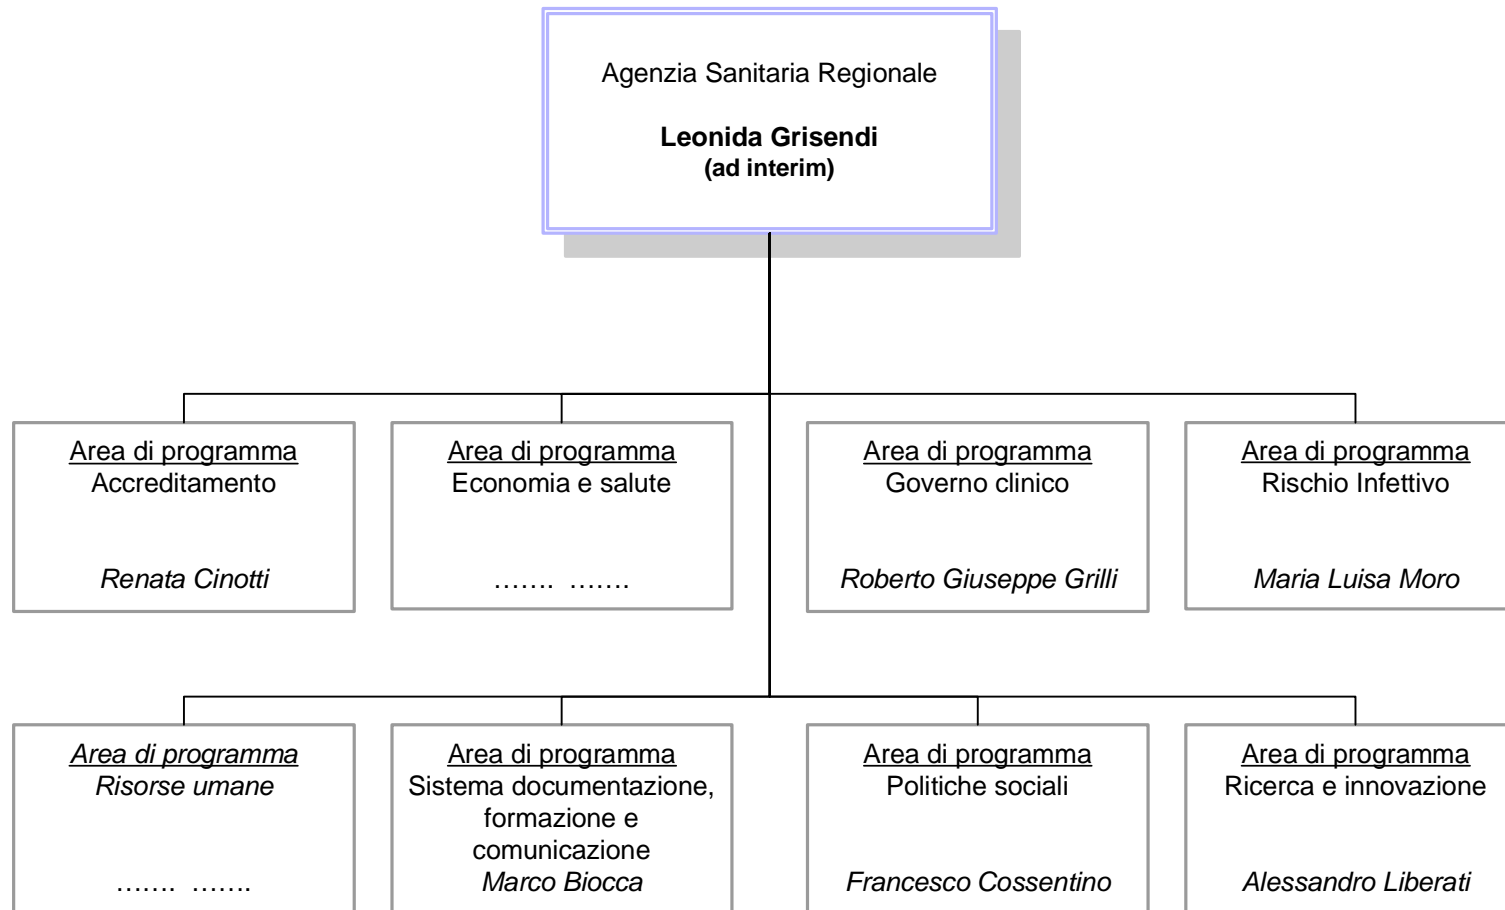 Agenzia Sanitaria Regionale
Leonida Grisendi
(ad interim)
Area di programma
Accreditamento
Renata Cinotti
Area di programma
Economia e salute
....... .......
Area di programma
Governo clinico
Roberto Giuseppe Grilli
Area di programma
Rischio Infettivo
Maria Luisa Moro
Area di programma
Risorse umane
....... .......
Area di programma
Sistema documentazione,
formazione e
comunicazione
Marco Biocca
Area di programma
Politiche sociali
Francesco Cossentino
Area di programma
Ricerca e innovazione
Alessandro Liberati